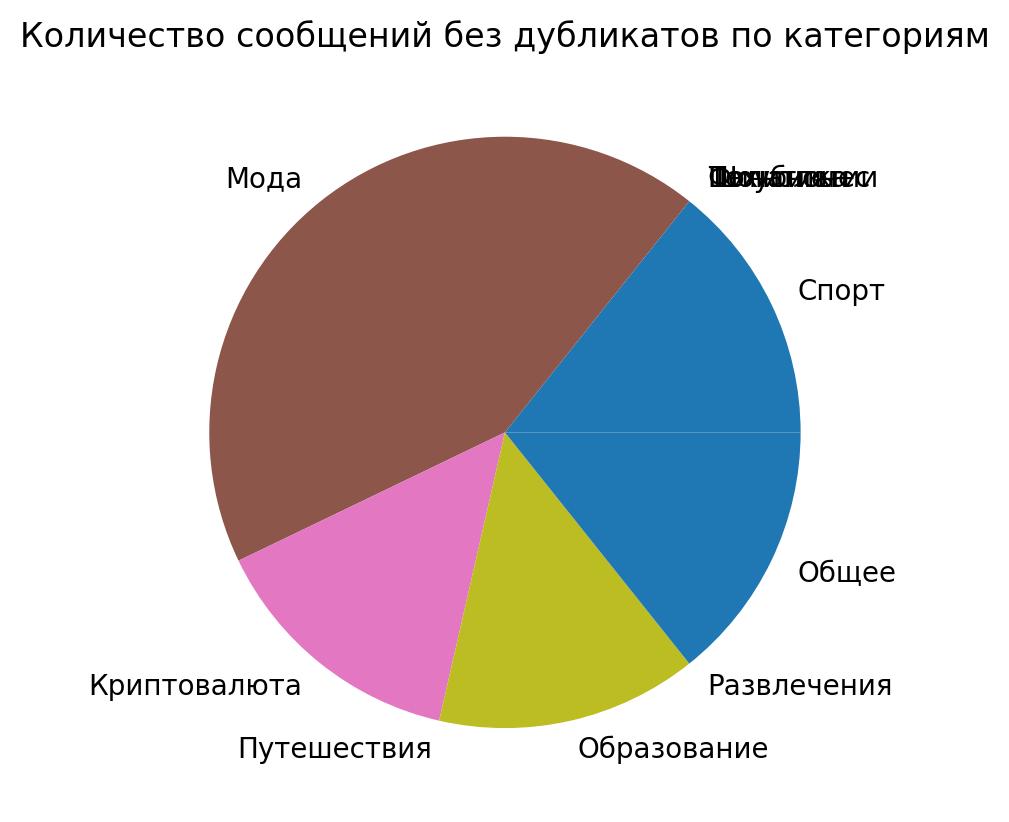 Количество сообщений без дубликатов по категориям
Мода
Спорт
Общее
Криптовалюта
Развлечения
Путешествия
Образование